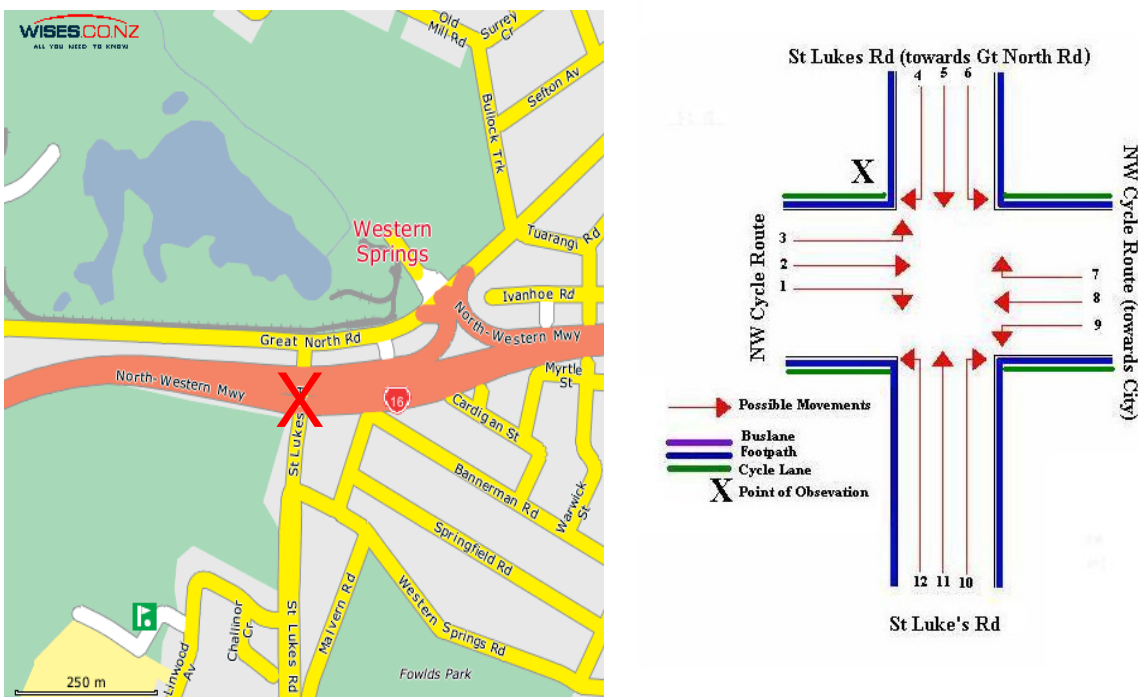 WISES.CO.NZ
ALL YOU NEED TO KNOW
Old
Mill Rd
Surrey
Cr
Sefton Av
Bullock Trk
Western
Springs
Tuarangi Rd
Ivanhoe Rd
North-Western Mwy
Great North Rd
North-Western Mwy
X
16
Myrtle
St
Cardigan St
St Lukes
Bannerman Rd
Warwick
St
Springfield Rd
Western Springs Rd
Malvern Rd
St Lukes Rd
Challinor
Cr
Linwood
Av
Fowlds Park
250 m
St Lukes Rd (towards Gt North Rd)
4 5 6
X
NW Cycle Route
3
2
1
7
8
9
NW Cycle Route (towards City)
Possible Movements
Buslane
Footpath
Cycle Lane
X Point of Obsevation
12 11 10
St Luke's Rd